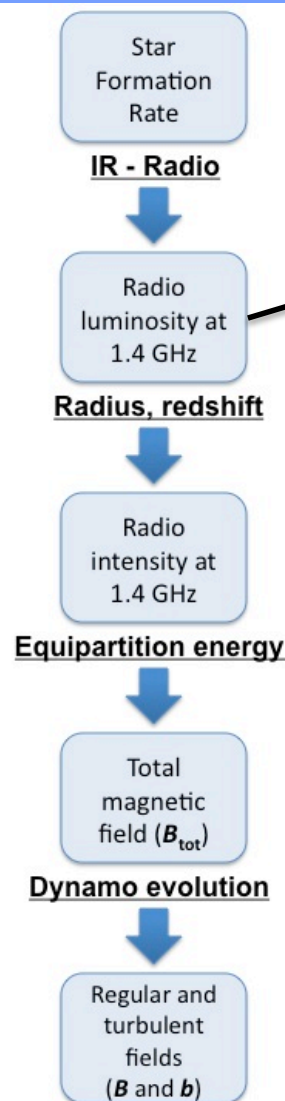 Star
Formation
Rate
IR - Radio
Radio
luminosity at
1.4 GHz
Radius, redshift
Radio
intensity at
1.4 GHz
Equipartition energy
Total
magnetic
field (B_tot)
Dynamo evolution
Regular and
turbulent
fields
(B and b)